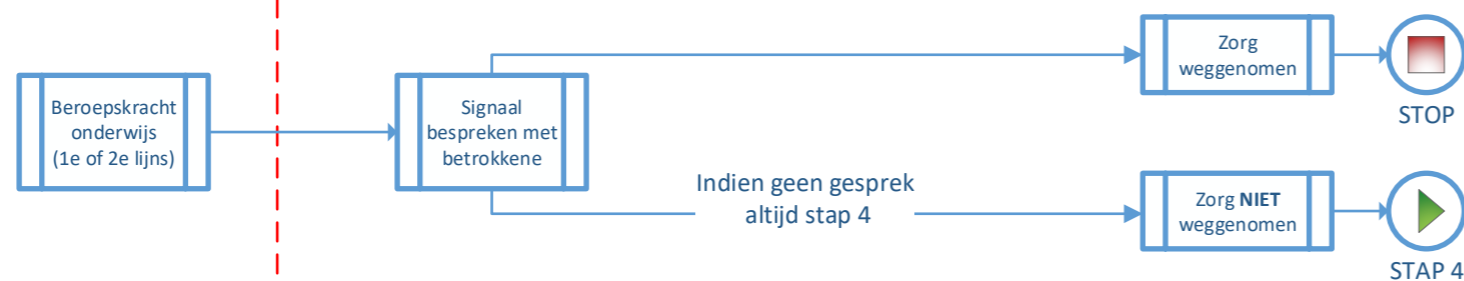 Beroepskracht
onderwijs
(1e of 2e lijns)
Signaal
bespreken met
betrokkene
Zorg
weggenomen
STOP
Indien geen gesprek
altijd stap 4
Zorg NIET
weggenomen
STAP 4